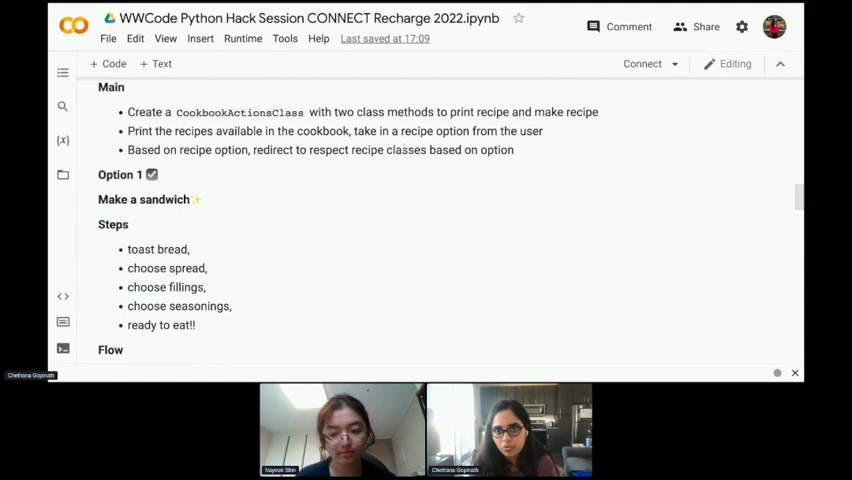 WWCode Python Hack Session CONNECT Recharge 2022.ipynb
Comment
Share
File Edit View Insert Runtime Tools Help Last saved at 17:09
+ Code + Text
Connect
Editing
Main
Create a CookbookActionsClass with two class methods to print recipe and make recipe
Print the recipes available in the cookbook, take in a recipe option from the user
Based on recipe option, redirect to respect recipe classes based on option
Option 1
Make a sandwich
Steps
toast bread,
choose spread,
choose fillings,
choose seasonings,
ready to eat!!
Flow
Chethana Gopinath
Nayeon Shin
Chethana Gopinath